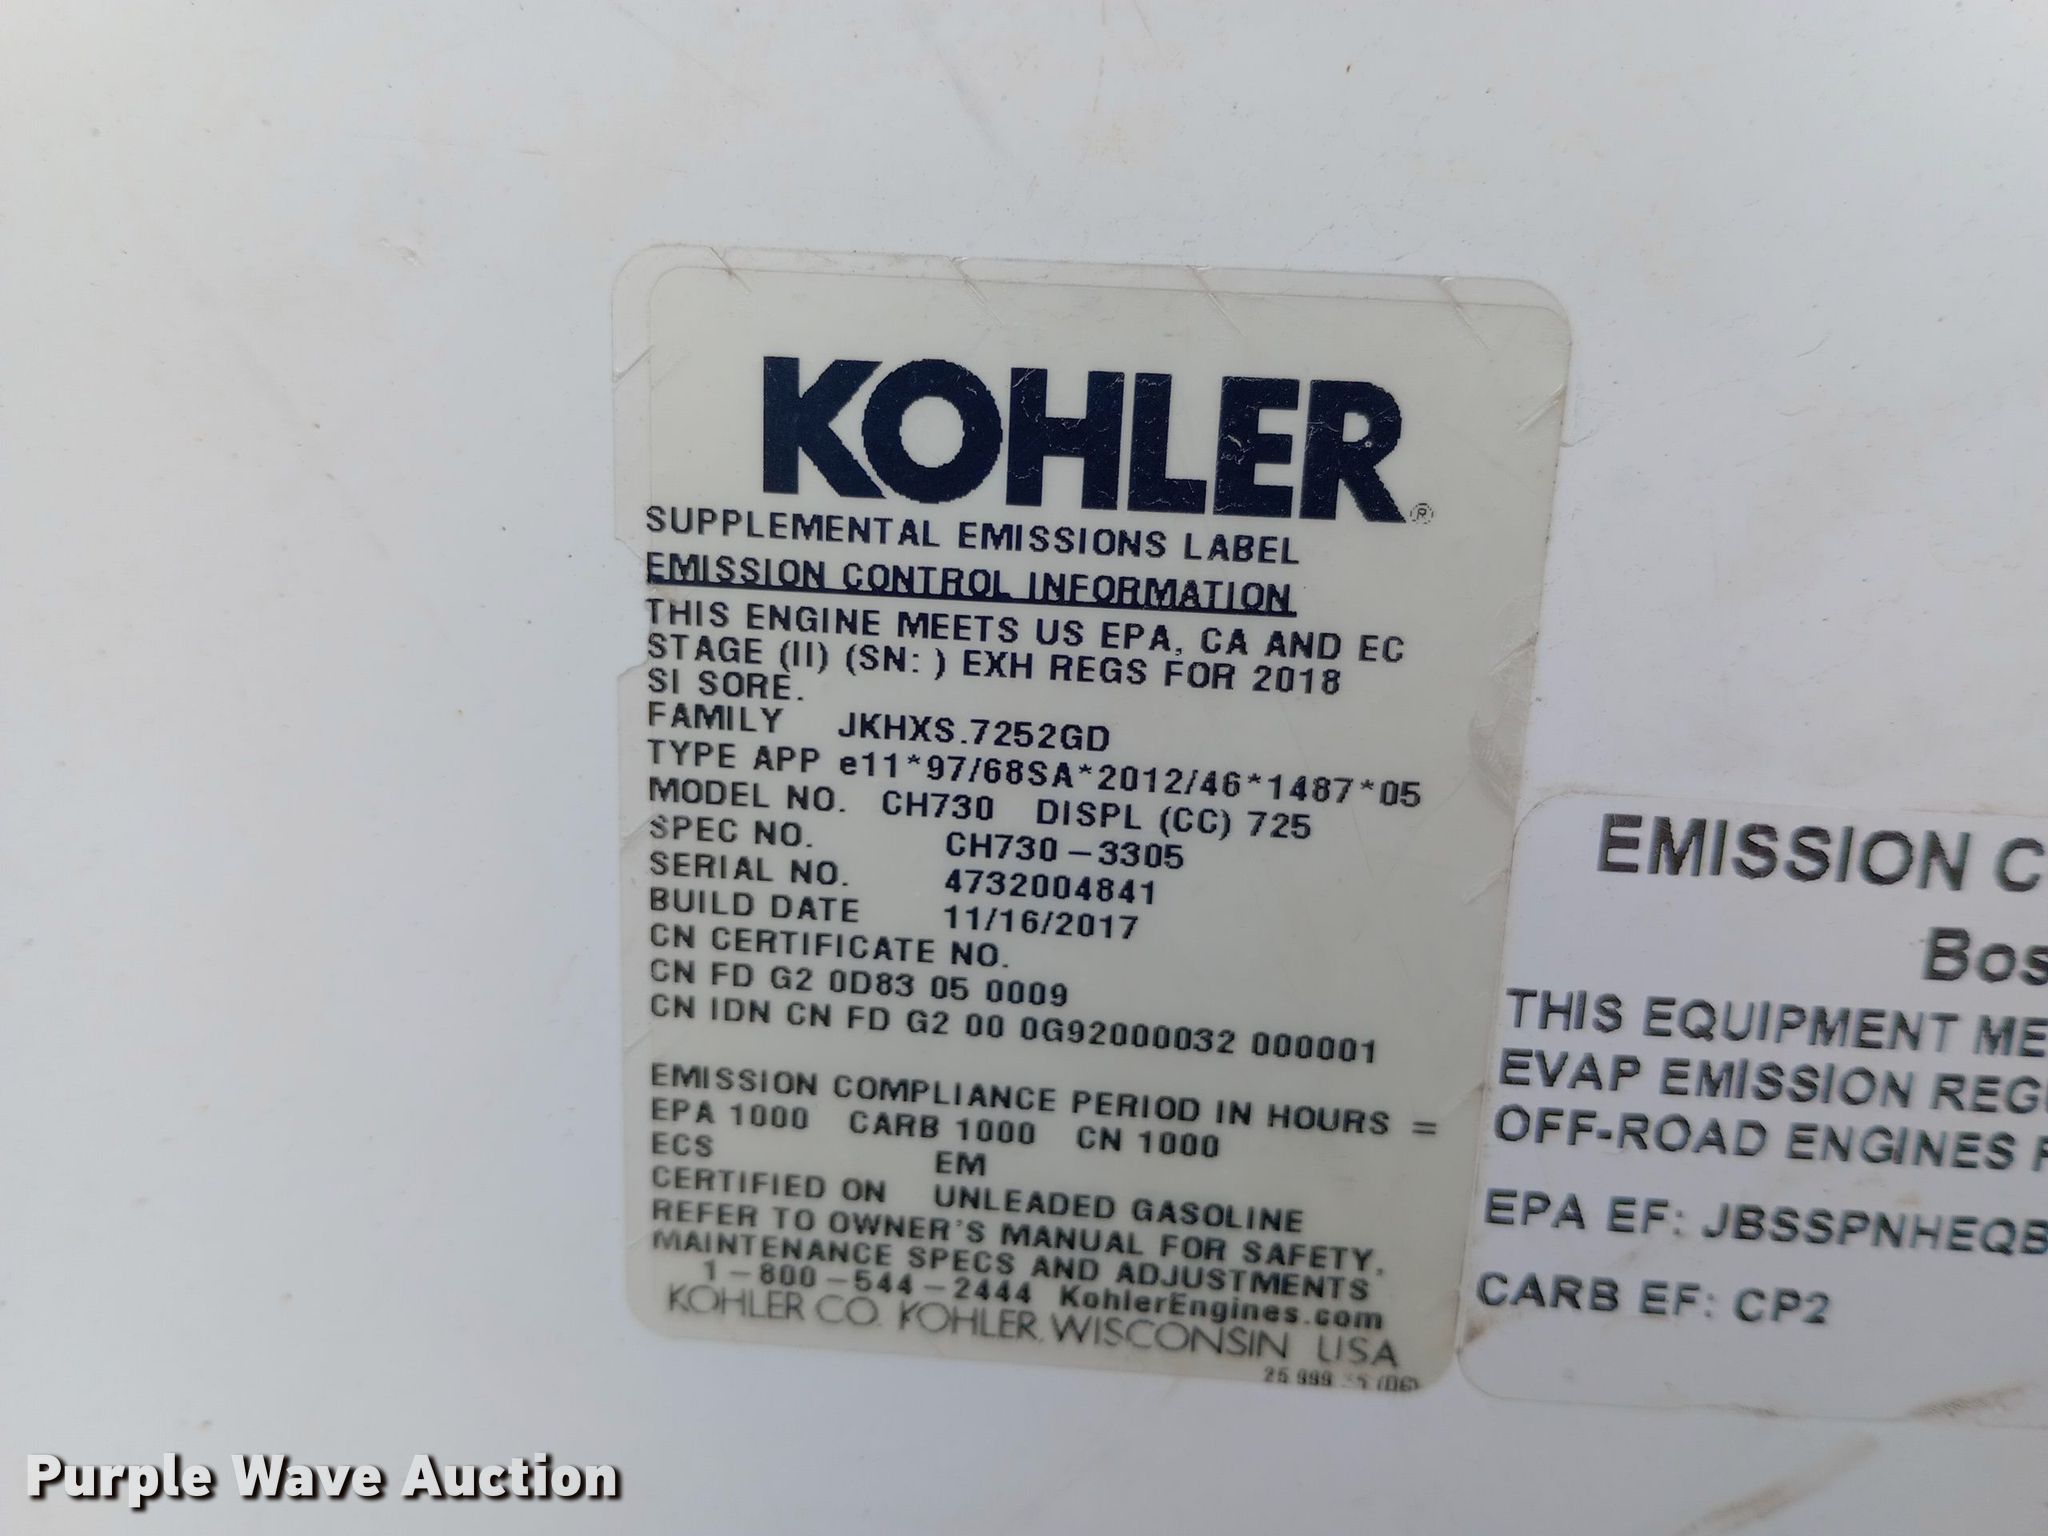 KOHLER®
SUPPLEMENTAL EMISSIONS LABEL
EMISSION CONTROL INFORMATION
THIS ENGINE MEETS US EPA, CA AND EC
STAGE (II) (SN: ) EXH REGS FOR 2018
SI SORE.
FAMILY JKHXS.7252GD
TYPE APP e11*97/68SA*2012/46*1487*05
MODEL NO. CH730 DISPL (CC) 725
SPEC NO. CH730-3305
SERIAL NO. 4732004841
BUILD DATE 11/16/2017
CN CERTIFICATE NO.
CN FD G2 0D83 05 0009
CN IDN CN FD G2 00 0G92000032 000001
EMISSION COMPLIANCE PERIOD IN HOURS =
EPA 1000 CARB 1000 CN 1000
ECS EM
CERTIFIED ON UNLEADED GASOLINE
REFER TO OWNER'S MANUAL FOR SAFETY,
MAINTENANCE SPECS AND ADJUSTMENTS
1-800-544-2444 KohlerEngines.com
KOHLER CO. KOHLER, WISCONSIN USA
25 999
EMISSION C
Bos
THIS EQUIPMENT ME
EVAP EMISSION REG
OFF-ROAD ENGINES F
EPA EF: JBSSPNHEQB
CARB EF: CP2
Purple Wave Auction